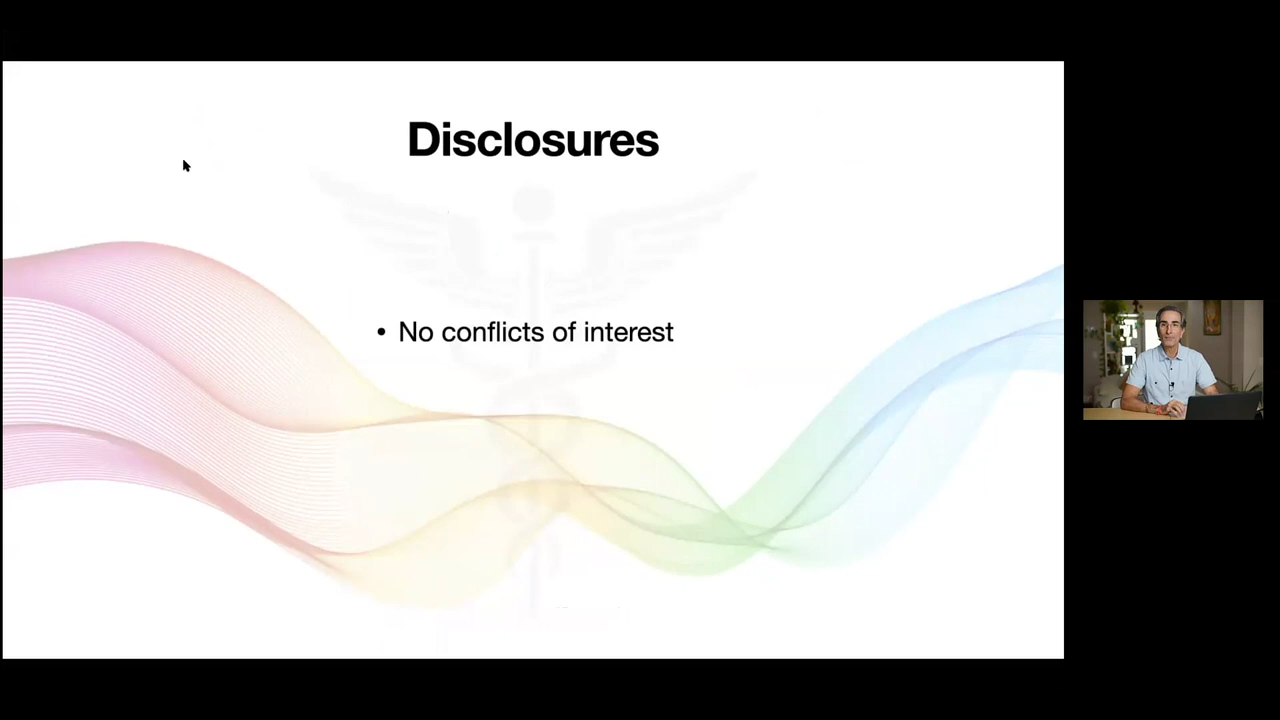 Disclosures
• No conflicts of interest